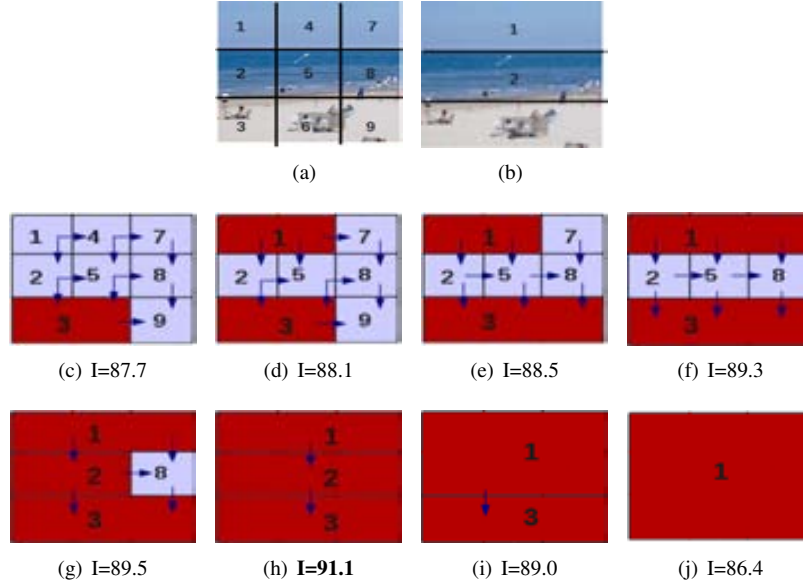 1 4 7
2 5 8
3 6 9
(a)
1
2
(b)
1 4 7
2 5 8
3 9
(c) I=87.7
1 7
2 5 8
3 9
(d) I=88.1
1 7
2 5 8
3
(e) I=88.5
1
2 5 8
3
(f) I=89.3
1
2 8
3
(g) I=89.5
1
2
3
(h) I=91.1
1
3
(i) I=89.0
1
(j) I=86.4